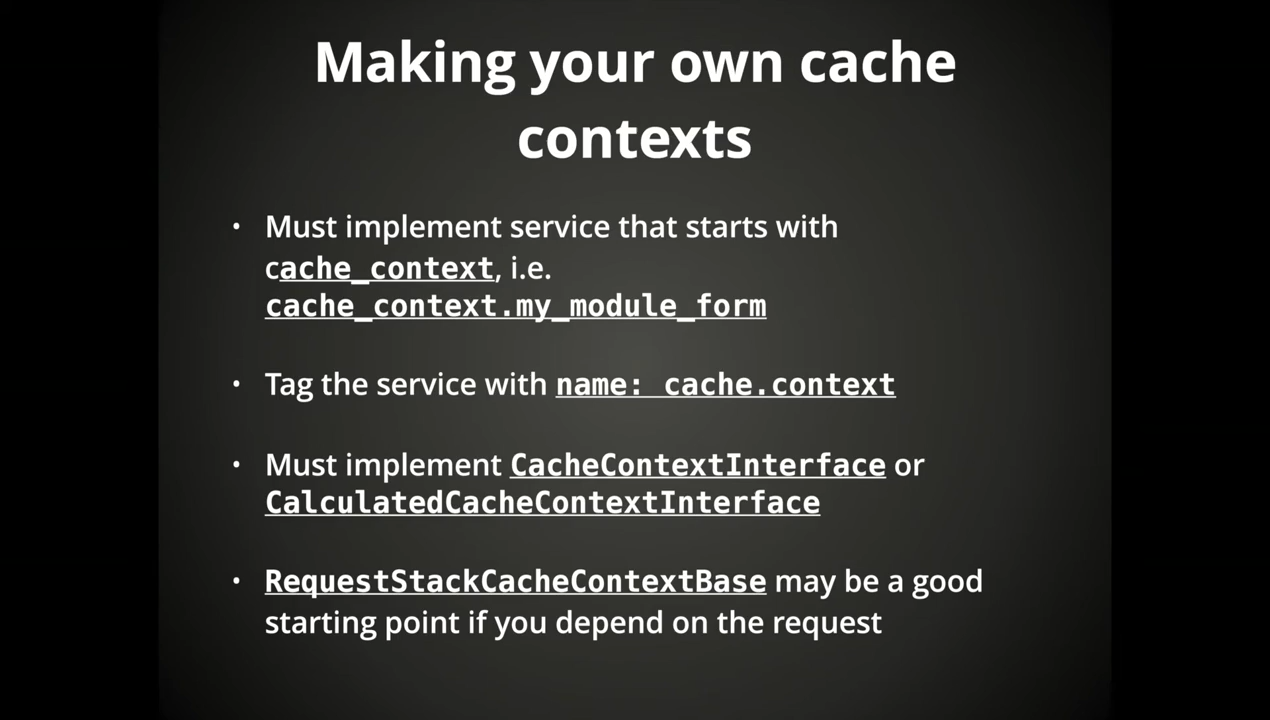 Making your own cache
contexts
• Must implement service that starts with
cache_context, i.e.
cache_context.my_module_form
• Tag the service with name: cache.context
• Must implement CacheContextInterface or
CalculatedCacheContextInterface
• RequestStackCacheContextBase may be a good
starting point if you depend on the request